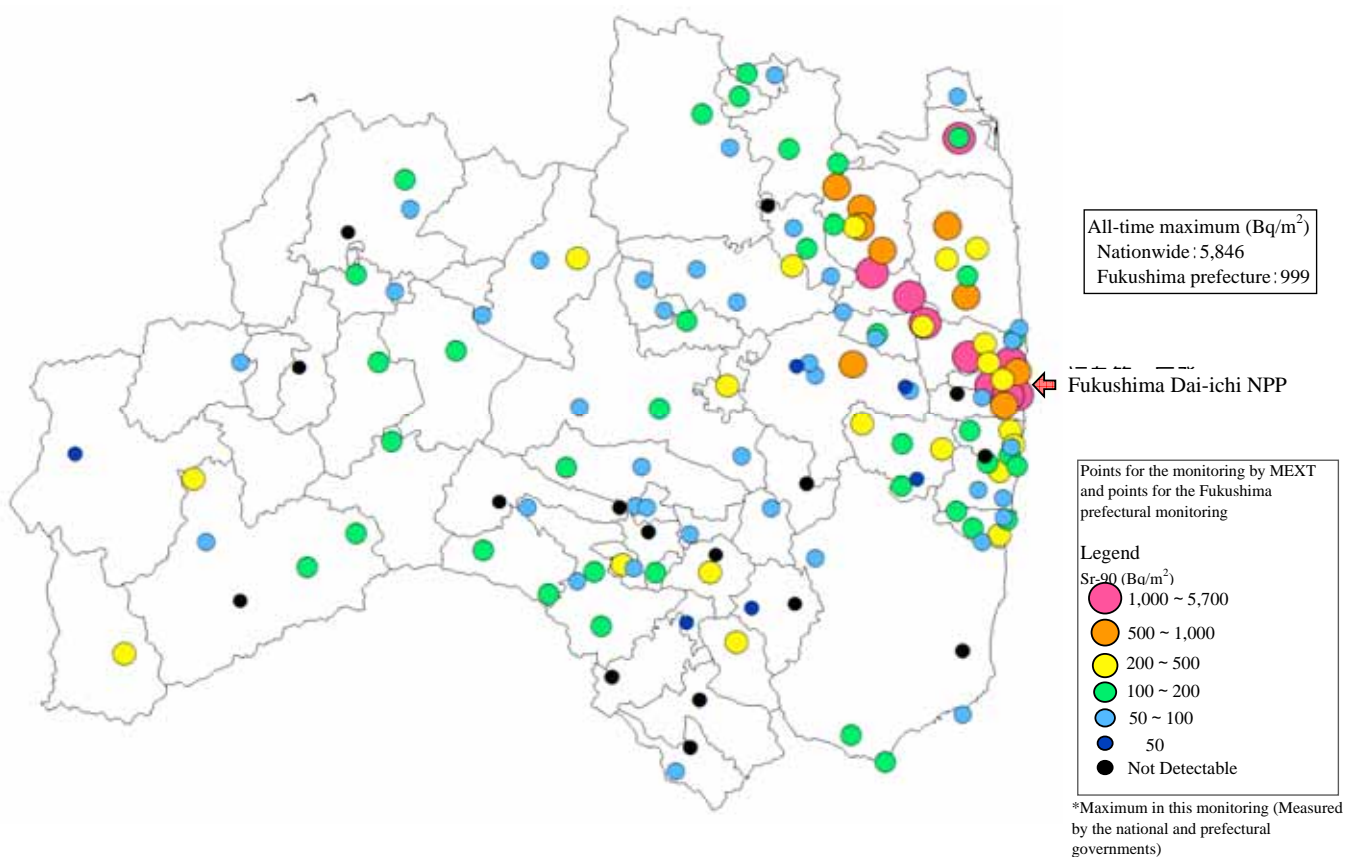 All-time maximum (Bq/m²)
Nationwide:5,846
Fukushima prefecture:999
Fukushima Dai-ichi NPP
Points for the monitoring by MEXT
and points for the Fukushima
prefectural monitoring
Legend
Sr-90 (Bq/m²)
1,000 ~ 5,700
500 ~ 1,000
200 ~ 500
100 ~ 200
50 ~ 100
50
Not Detectable
*Maximum in this monitoring (Measured
by the national and prefectural
governments)